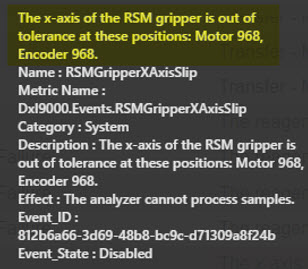 The x-axis of the RSM gripper is out of
tolerance at these positions: Motor 968,
Encoder 968.
Name : RSMGripperXAxisSlip
Metric Name :
DxI9000.Events.RSMGripperXAxisSlip
Category : System
Description : The x-axis of the RSM gripper is
out of tolerance at these positions: Motor 968,
Encoder 968.
Effect : The analyzer cannot process samples.
Event_ID :
812b6a66-3d69-48b8-bc9c-d71309a8f24b
Event_State : Disabled